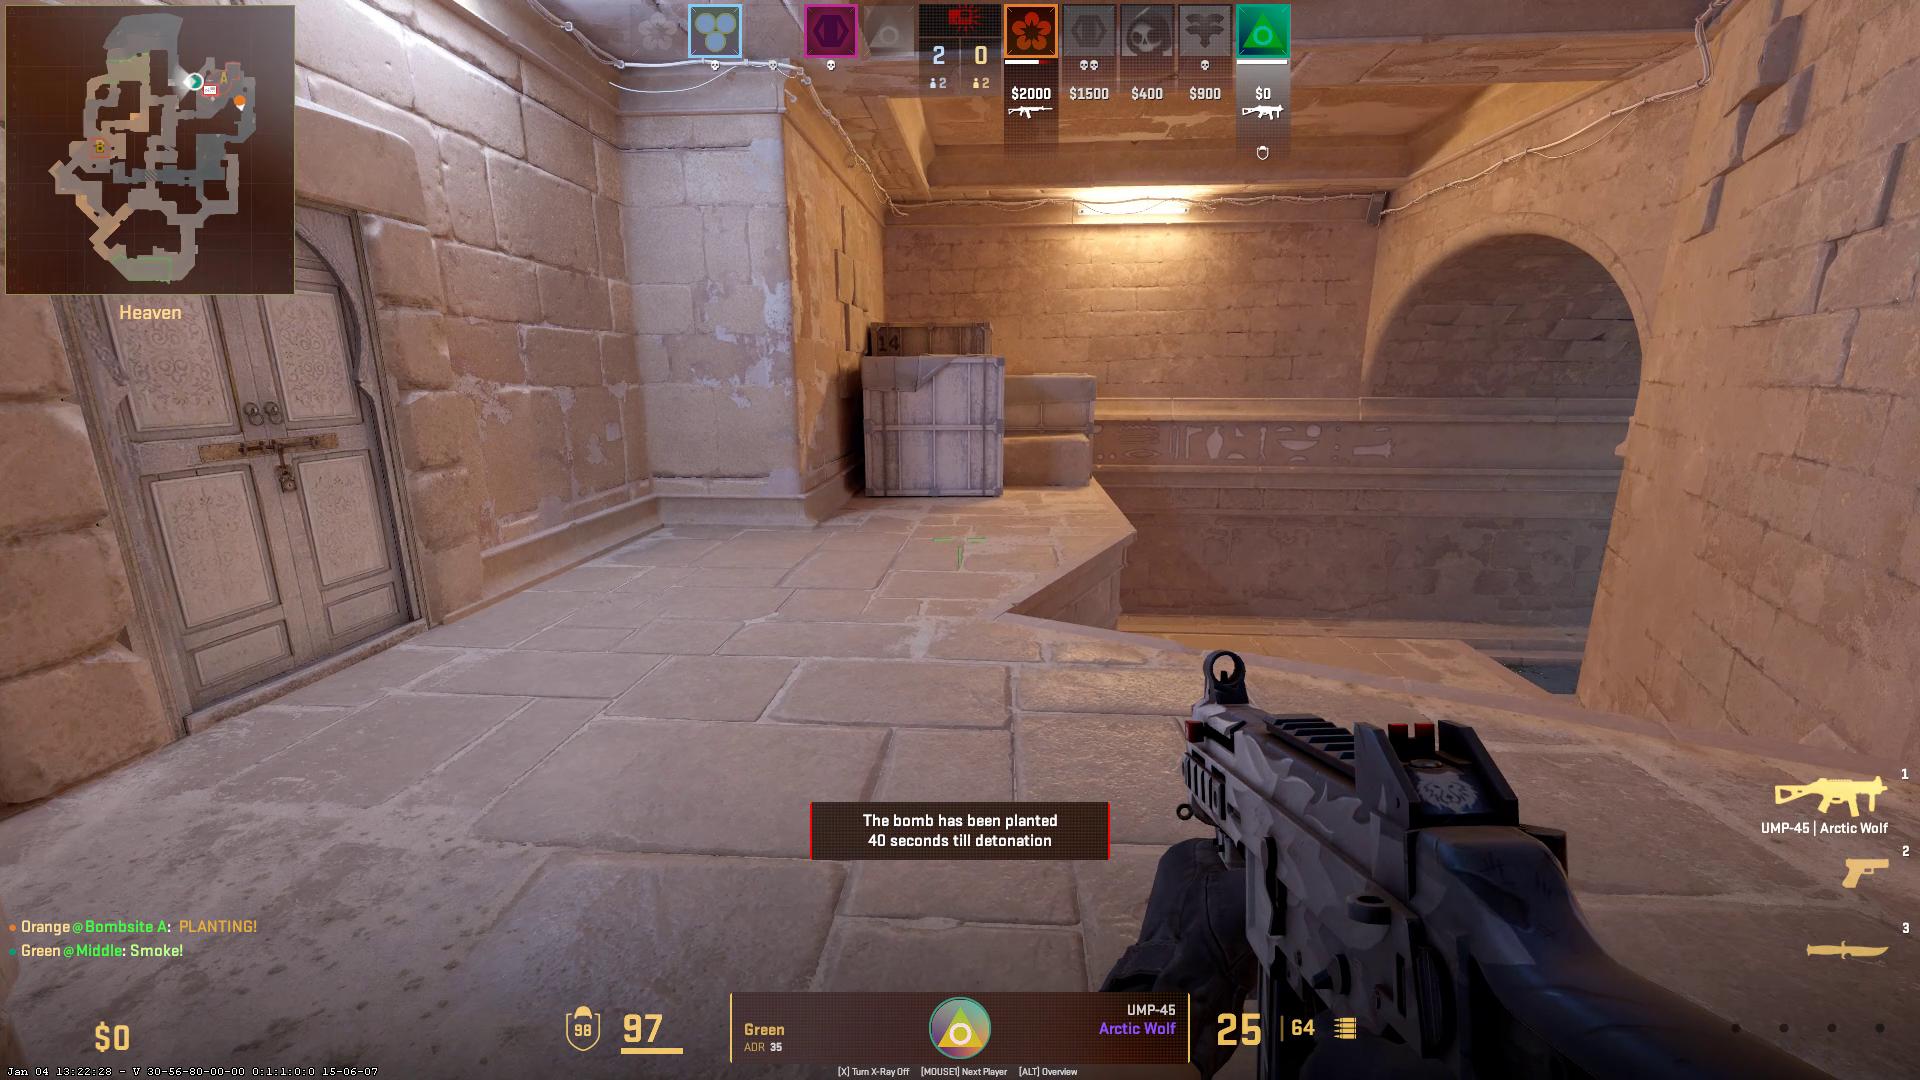 2 0
2 2
$2000 $1500 $400 $900 $0
A
B
Heaven
14
The bomb has been planted
40 seconds till detonation
1
UMP-45 | Arctic Wolf
2
3
Orange@Bombsite A: PLANTING!
Green@Middle: Smoke!
$0
98 97
Green
ADR 35
UMP-45
Arctic Wolf
25 | 64
[X] Turn X-Ray Off [MOUSE1] Next Player [ALT] Overview
Jan 04 13:22:28 - V 30-56-80-00-00 0:1:1:0:0 15-06-07